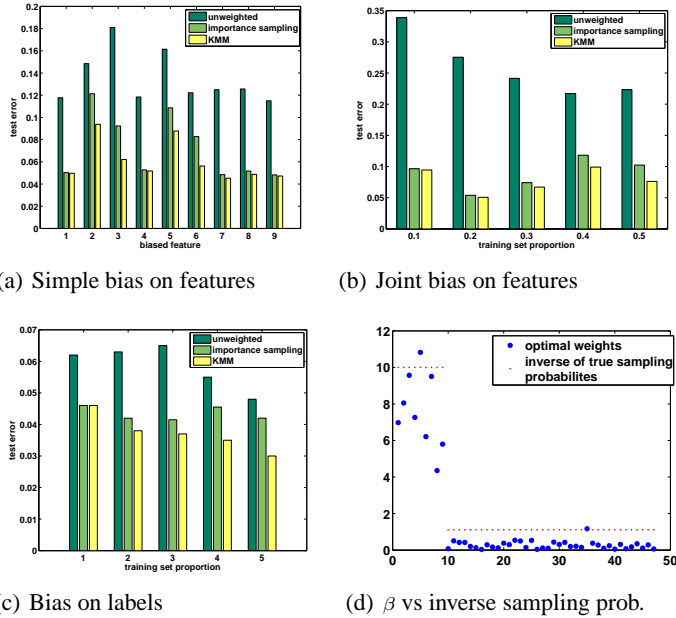 0.2
0.18
0.16
0.14
0.12
0.1
0.08
0.06
0.04
0.02
0
test error
unweighted
importance sampling
KMM
1 2 3 4 5 6 7 8 9
biased feature
(a) Simple bias on features
0.35
0.3
0.25
0.2
0.15
0.1
0.05
0
test error
unweighted
importance sampling
KMM
0.1 0.2 0.3 0.4 0.5
training set proportion
(b) Joint bias on features
0.07
0.06
0.05
0.04
0.03
0.02
0.01
0
test error
unweighted
importance sampling
KMM
1 2 3 4 5
training set proportion
(c) Bias on labels
12
10
8
6
4
2
0
optimal weights
inverse of true sampling
probabilites
0 10 20 30 40 50
(d) β vs inverse sampling prob.